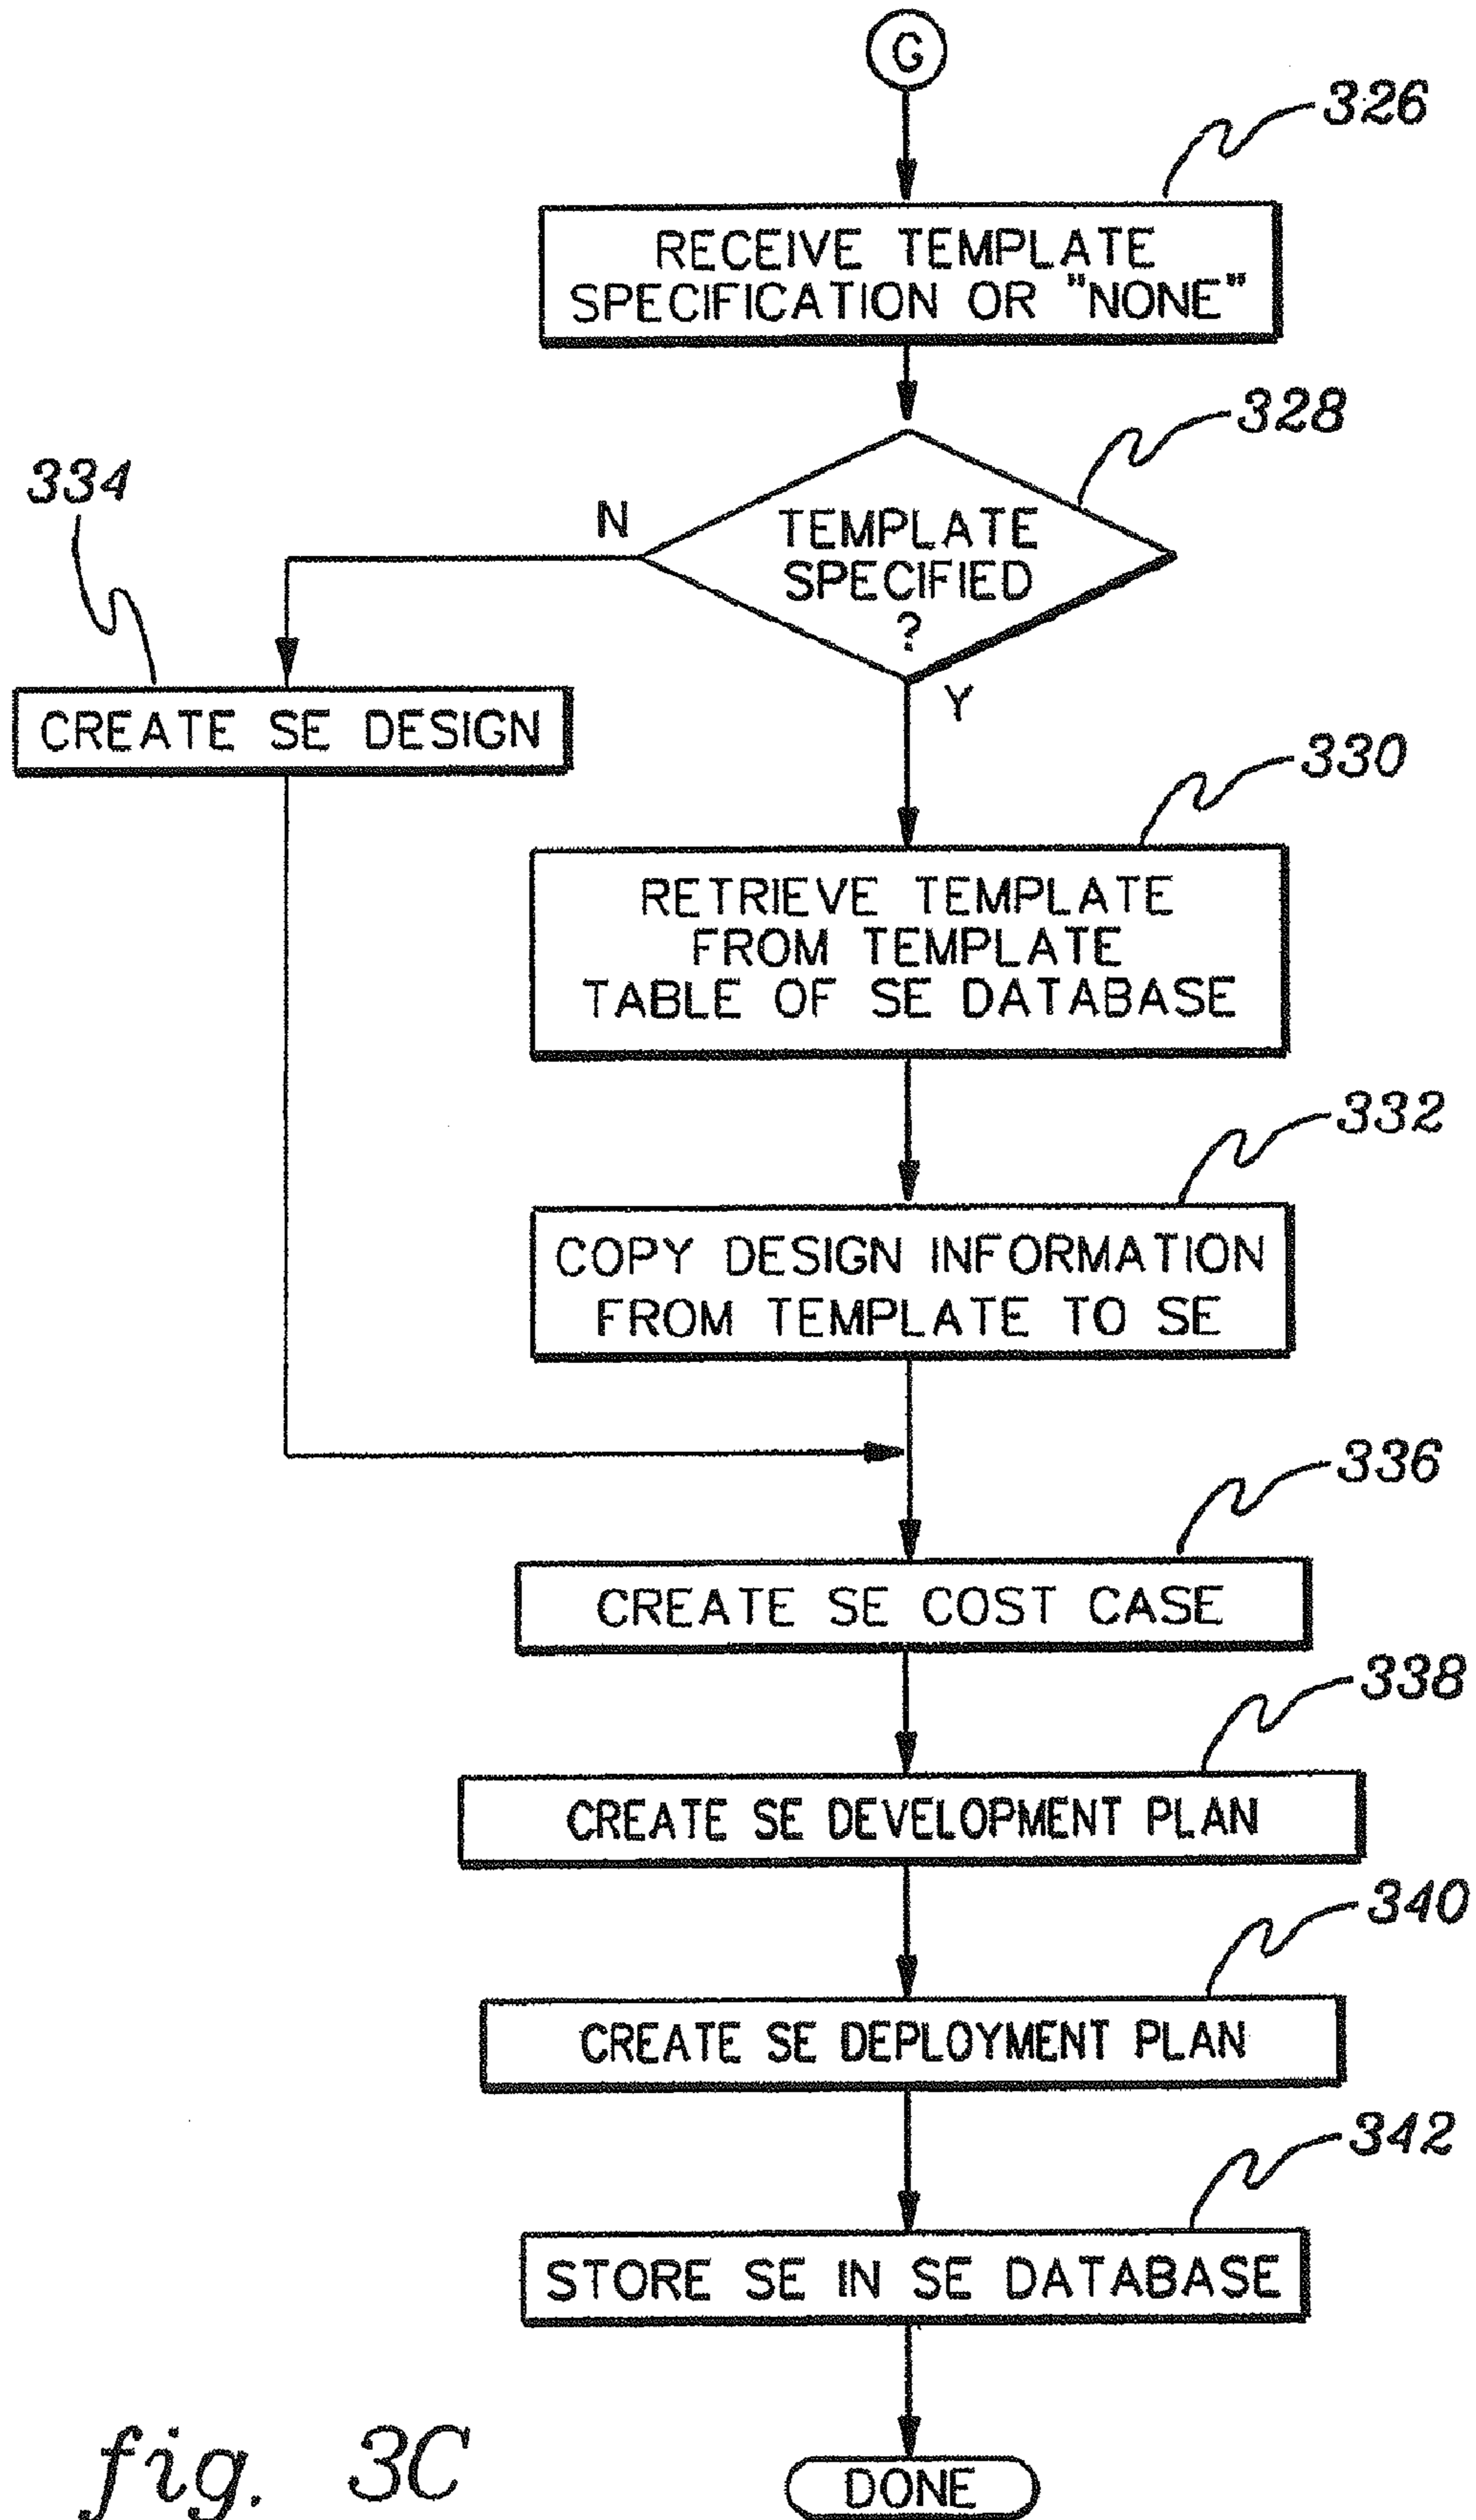 G
326
RECEIVE TEMPLATE
SPECIFICATION OR "NONE"
328
334
N
TEMPLATE
SPECIFIED
?
Y
CREATE SE DESIGN
330
RETRIEVE TEMPLATE
FROM TEMPLATE
TABLE OF SE DATABASE
332
COPY DESIGN INFORMATION
FROM TEMPLATE TO SE
336
CREATE SE COST CASE
338
CREATE SE DEVELOPMENT PLAN
340
CREATE SE DEPLOYMENT PLAN
342
STORE SE IN SE DATABASE
DONE
fig. 3C